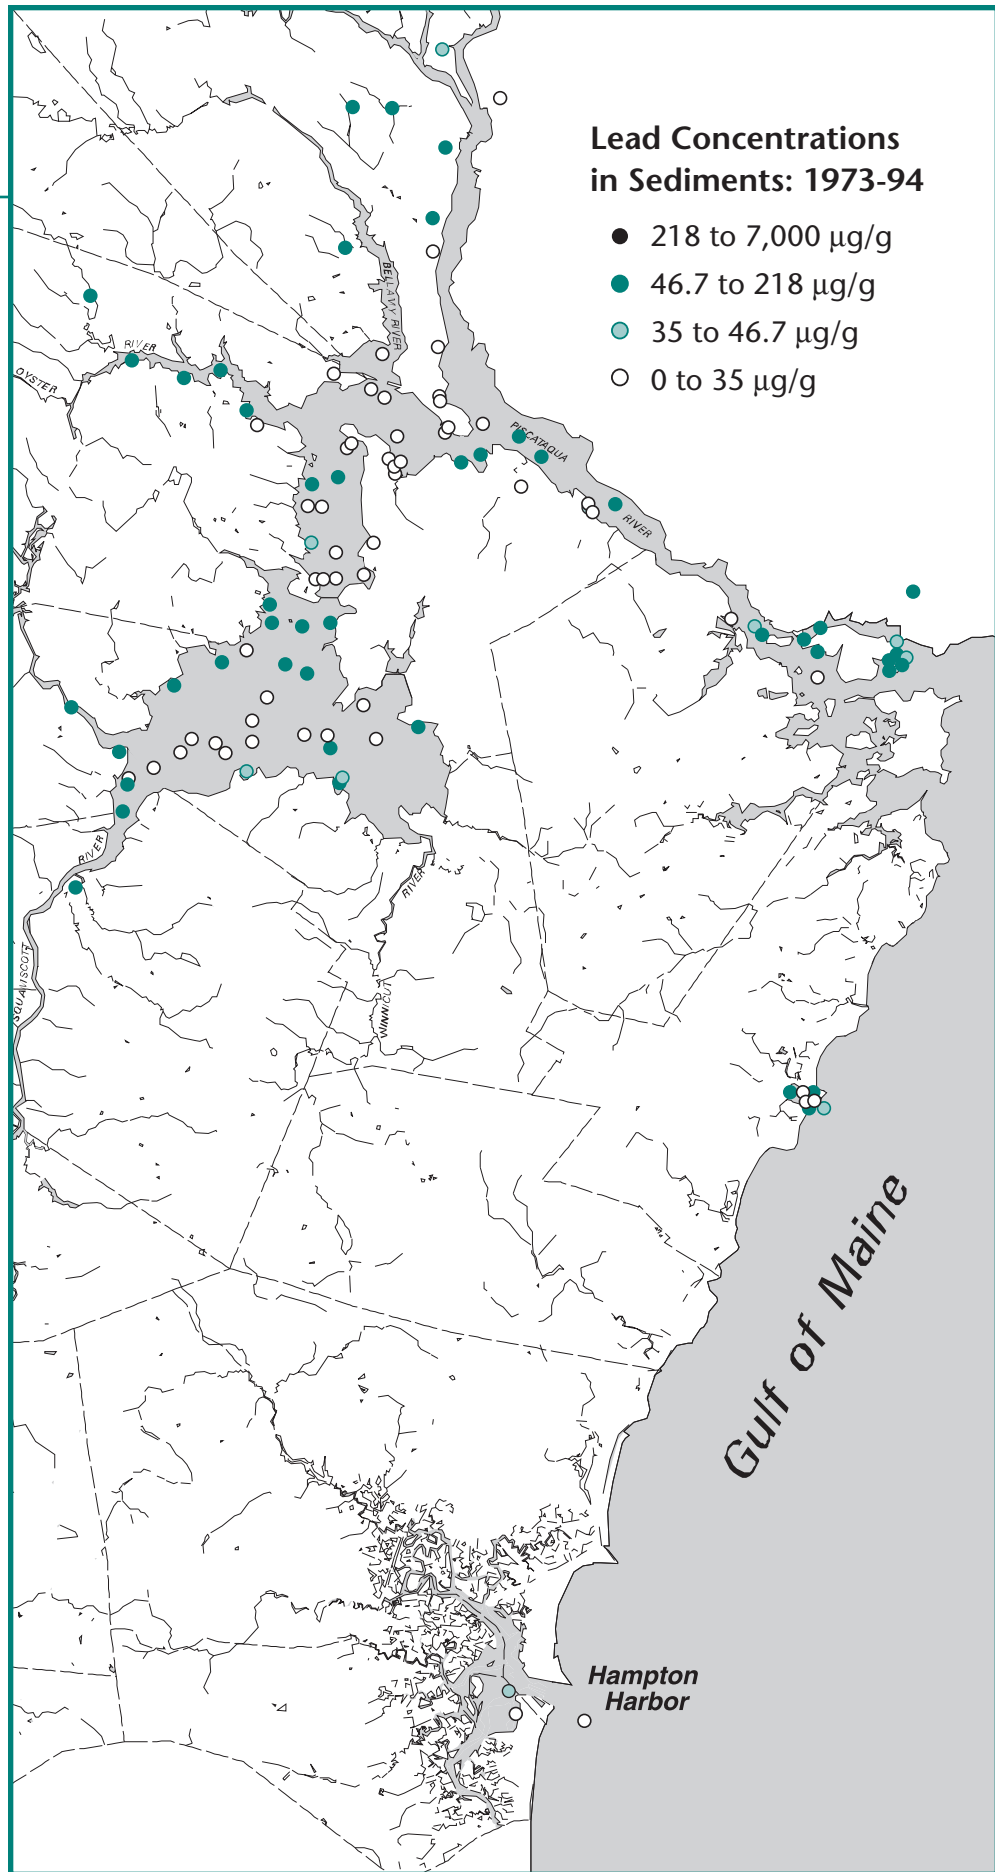 Lead Concentrations
in Sediments: 1973-94
218 to 7,000 µg/g
46.7 to 218 µg/g
35 to 46.7 µg/g
0 to 35 µg/g
BELLAVY RIVER
RIVER
OYSTER
PISCATAQUA
RIVER
RIVER
RIVER
SQUAMSCOTT
WINNICUT
Gulf of Maine
Hampton
Harbor